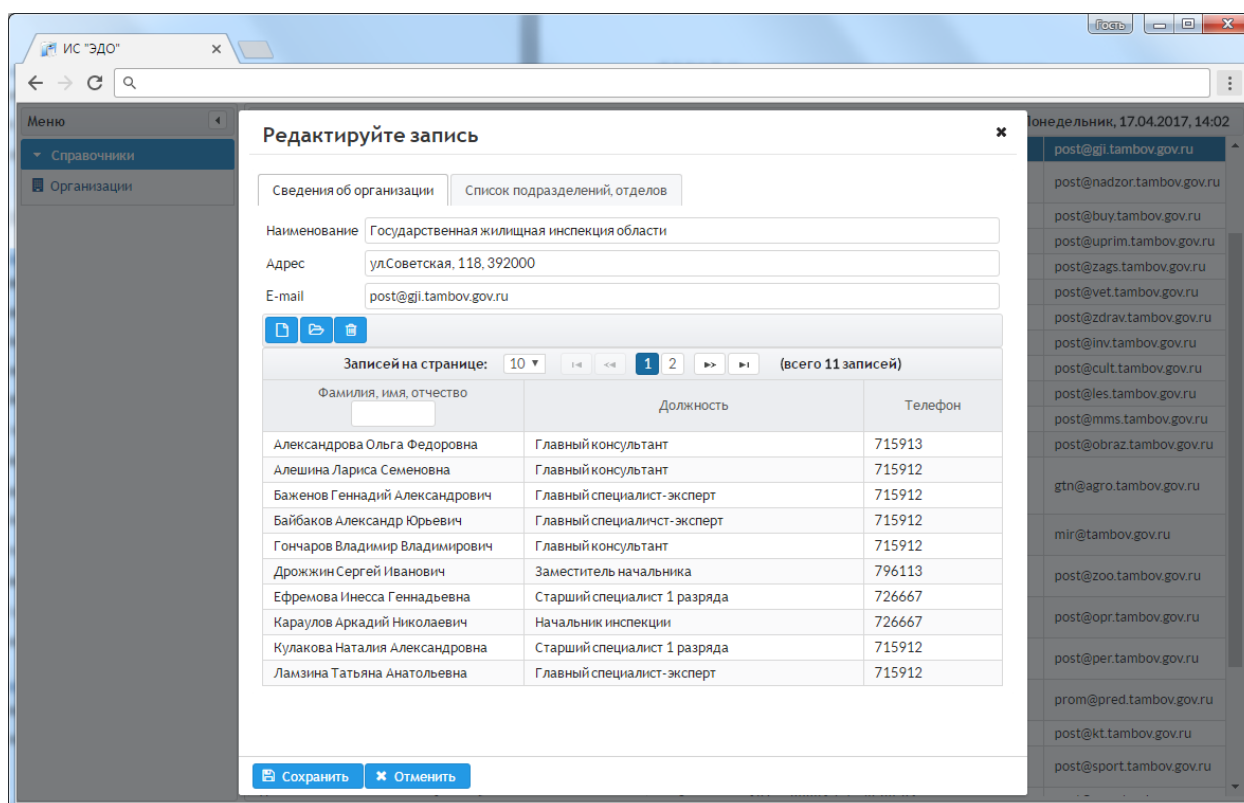 Гость
ИС "ЭДО"
Меню
Понедельник, 17.04.2017, 14:02
Справочники
Организации
Редактируйте запись
Сведения об организации
Список подразделений, отделов
Наименование Государственная жилищная инспекция области
Адрес ул.Советская, 118, 392000
E-mail post@gji.tambov.gov.ru
Записей на странице: 10 1 2 (всего 11 записей)
Фамилия, имя, отчество Должность Телефон
Александрова Ольга Федоровна Главный консультант 715913
Алешина Лариса Семеновна Главный консультант 715912
Баженов Геннадий Александрович Главный специалист-эксперт 715912
Байбаков Александр Юрьевич Главный специаличст-эксперт 715912
Гончаров Владимир Владимирович Главный консультант 715912
Дрожжин Сергей Иванович Заместитель начальника 796113
Ефремова Инесса Геннадьевна Старший специалист 1 разряда 726667
Караулов Аркадий Николаевич Начальник инспекции 726667
Кулакова Наталия Александровна Старший специалист 1 разряда 715912
Ламзина Татьяна Анатольевна Главный специалист-эксперт 715912
Сохранить
Отменить
post@gji.tambov.gov.ru
post@nadzor.tambov.gov.ru
post@buy.tambov.gov.ru
post@uprim.tambov.gov.ru
post@zags.tambov.gov.ru
post@vet.tambov.gov.ru
post@zdrav.tambov.gov.ru
post@inv.tambov.gov.ru
post@cult.tambov.gov.ru
post@les.tambov.gov.ru
post@mms.tambov.gov.ru
post@obraz.tambov.gov.ru
gtn@agro.tambov.gov.ru
mir@tambov.gov.ru
post@zoo.tambov.gov.ru
post@opr.tambov.gov.ru
post@per.tambov.gov.ru
prom@pred.tambov.gov.ru
post@kt.tambov.gov.ru
post@sport.tambov.gov.ru